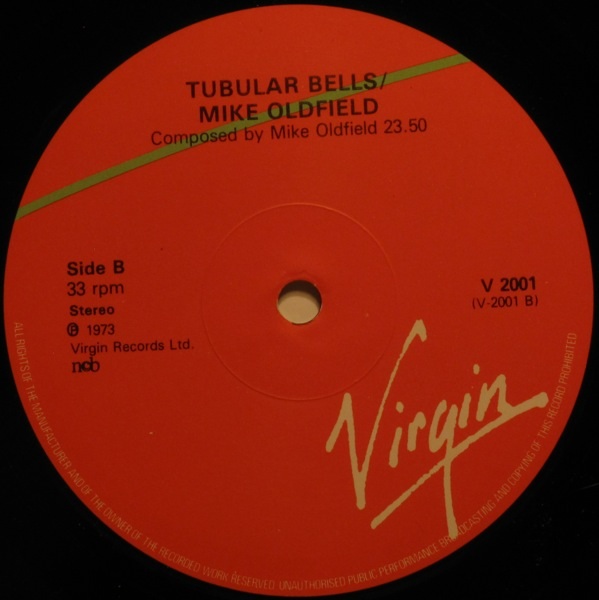 TUBULAR BELLS/
MIKE OLDFIELD
Composed by Mike Oldfield 23.50
Side B
33 rpm
Stereo
℗ 1973
Virgin Records Ltd.
ncb
V 2001
(V-2001 B)
Virgin
ALL RIGHTS OF THE MANUFACTURER AND OF THE OWNER OF THE RECORDED WORK RESERVED UNAUTHORISED PUBLIC PERFORMANCE BROADCASTING AND COPYING OF THIS RECORD PROHIBITED